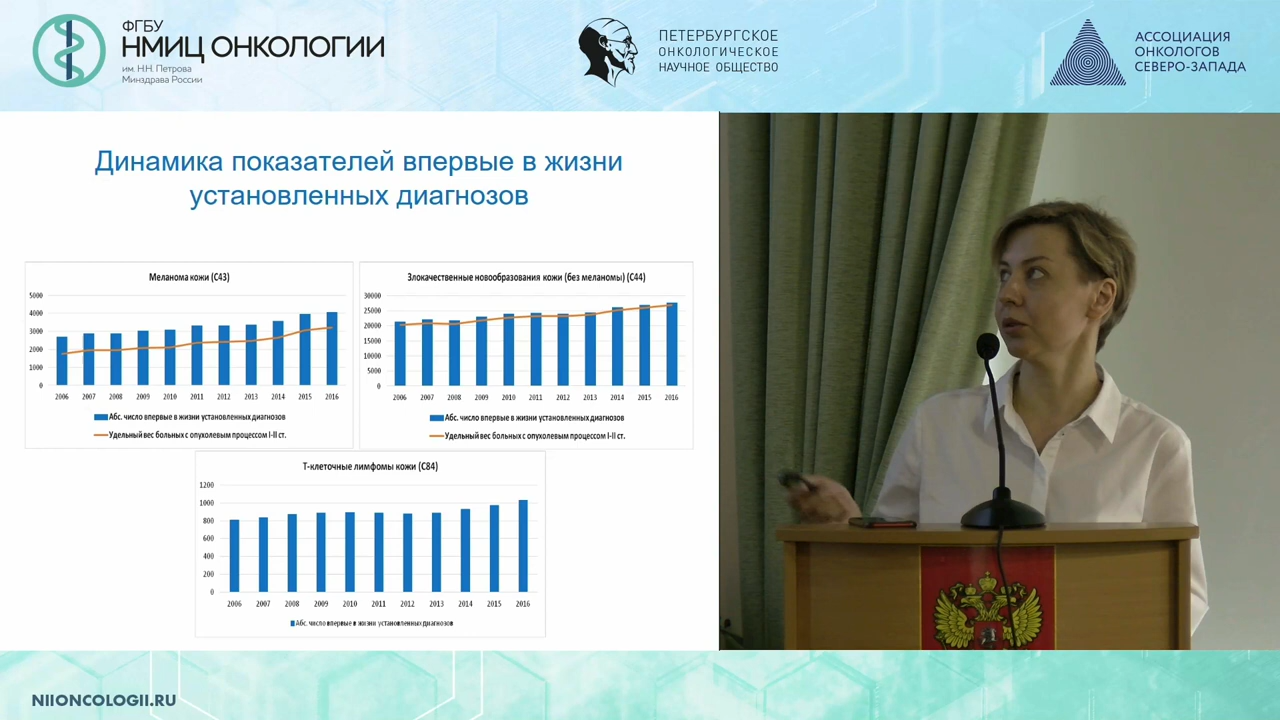 ФГБУ
НМИЦ ОНКОЛОГИИ
им. Н.Н. Петрова
Минздрава России
ПЕТЕРБУРГСКОЕ
ОНКОЛОГИЧЕСКОЕ
НАУЧНОЕ ОБЩЕСТВО
АССОЦИАЦИЯ
ОНКОЛОГОВ
СЕВЕРО-ЗАПАДА
Динамика показателей впервые в жизни
установленных диагнозов
Меланома кожи (С43)
5000
4000
3000
2000
1000
0
2006 2007 2008 2009 2010 2011 2012 2013 2014 2015 2016
Абс. число впервые в жизни установленных диагнозов
Удельный вес больных с опухолевым процессом I-II ст.
Злокачественные новообразования кожи (без меланомы) (С44)
30000
25000
20000
15000
10000
5000
0
2006 2007 2008 2009 2010 2011 2012 2013 2014 2015 2016
Абс. число впервые в жизни установленных диагнозов
Удельный вес больных с опухолевым процессом I-II ст.
Т-клеточные лимфомы кожи (С84)
1200
1000
800
600
400
200
0
2006 2007 2008 2009 2010 2011 2012 2013 2014 2015 2016
Абс. число впервые в жизни установленных диагнозов
NIIONCOLOGII.RU